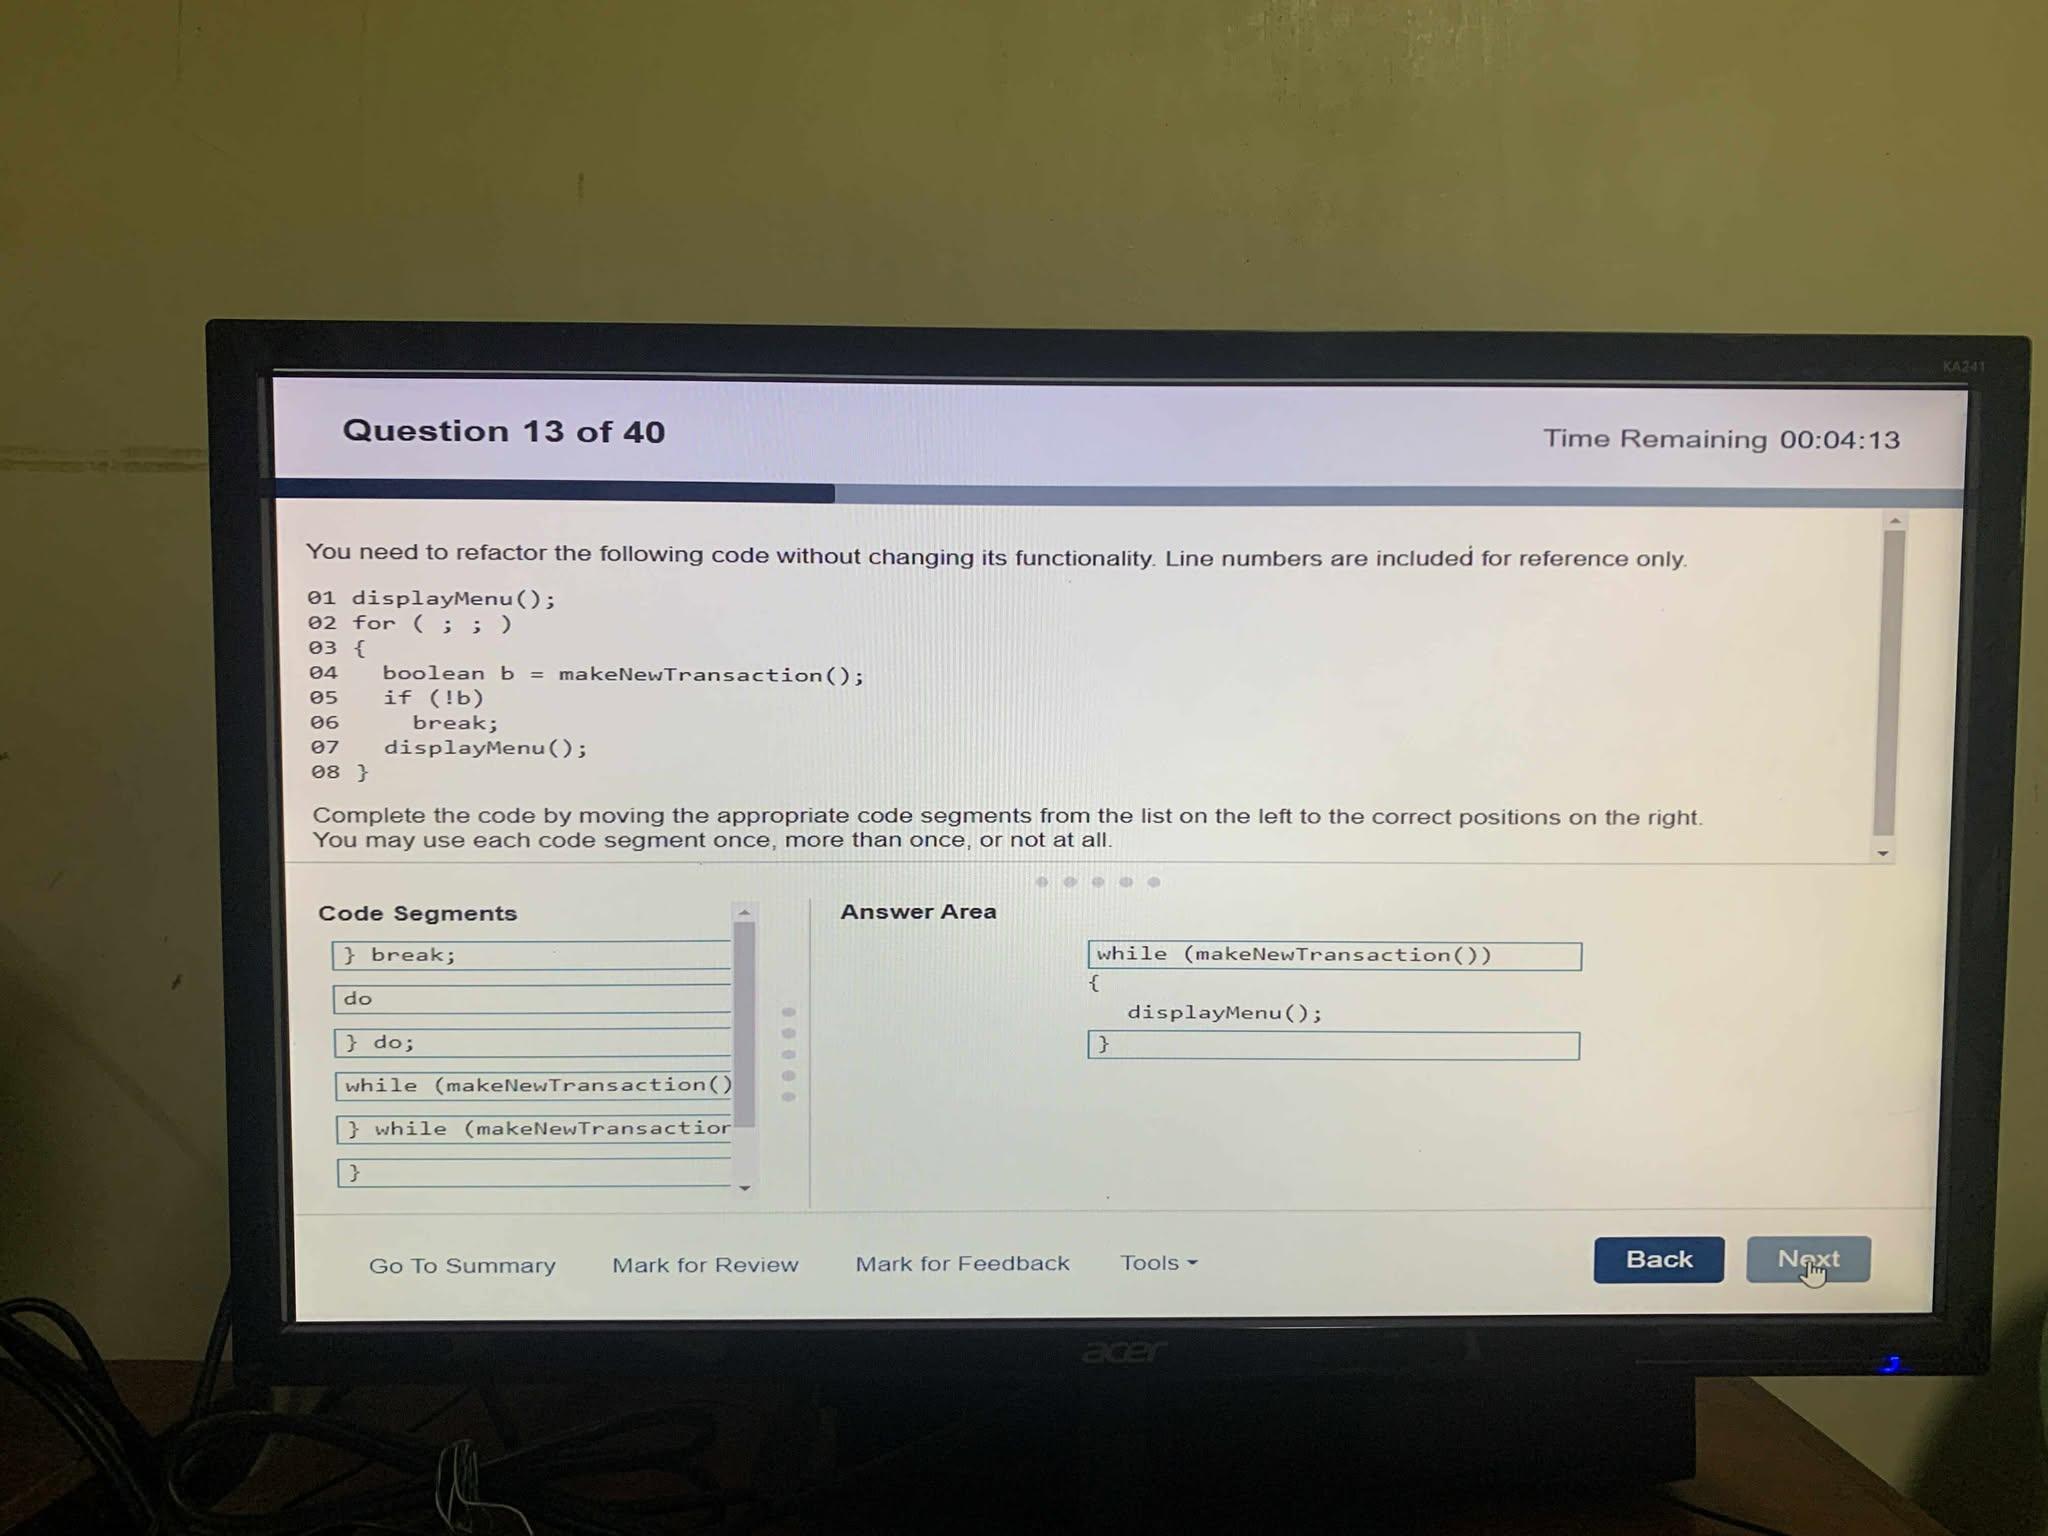 KA241
Question 13 of 40
Time Remaining 00:04:13
You need to refactor the following code without changing its functionality. Line numbers are included for reference only.
01 displayMenu();
02 for ( ; ; )
03 {
04 boolean b = makeNewTransaction();
05 if (!b)
06 break;
07 displayMenu();
08 }
Complete the code by moving the appropriate code segments from the list on the left to the correct positions on the right.
You may use each code segment once, more than once, or not at all.
Code Segments
} break;
do
} do;
while (makeNewTransaction()
} while (makeNewTransaction
}
Answer Area
while (makeNewTransaction())
{
displayMenu();
}
Go To Summary
Mark for Review
Mark for Feedback
Tools
Back
Next
acer